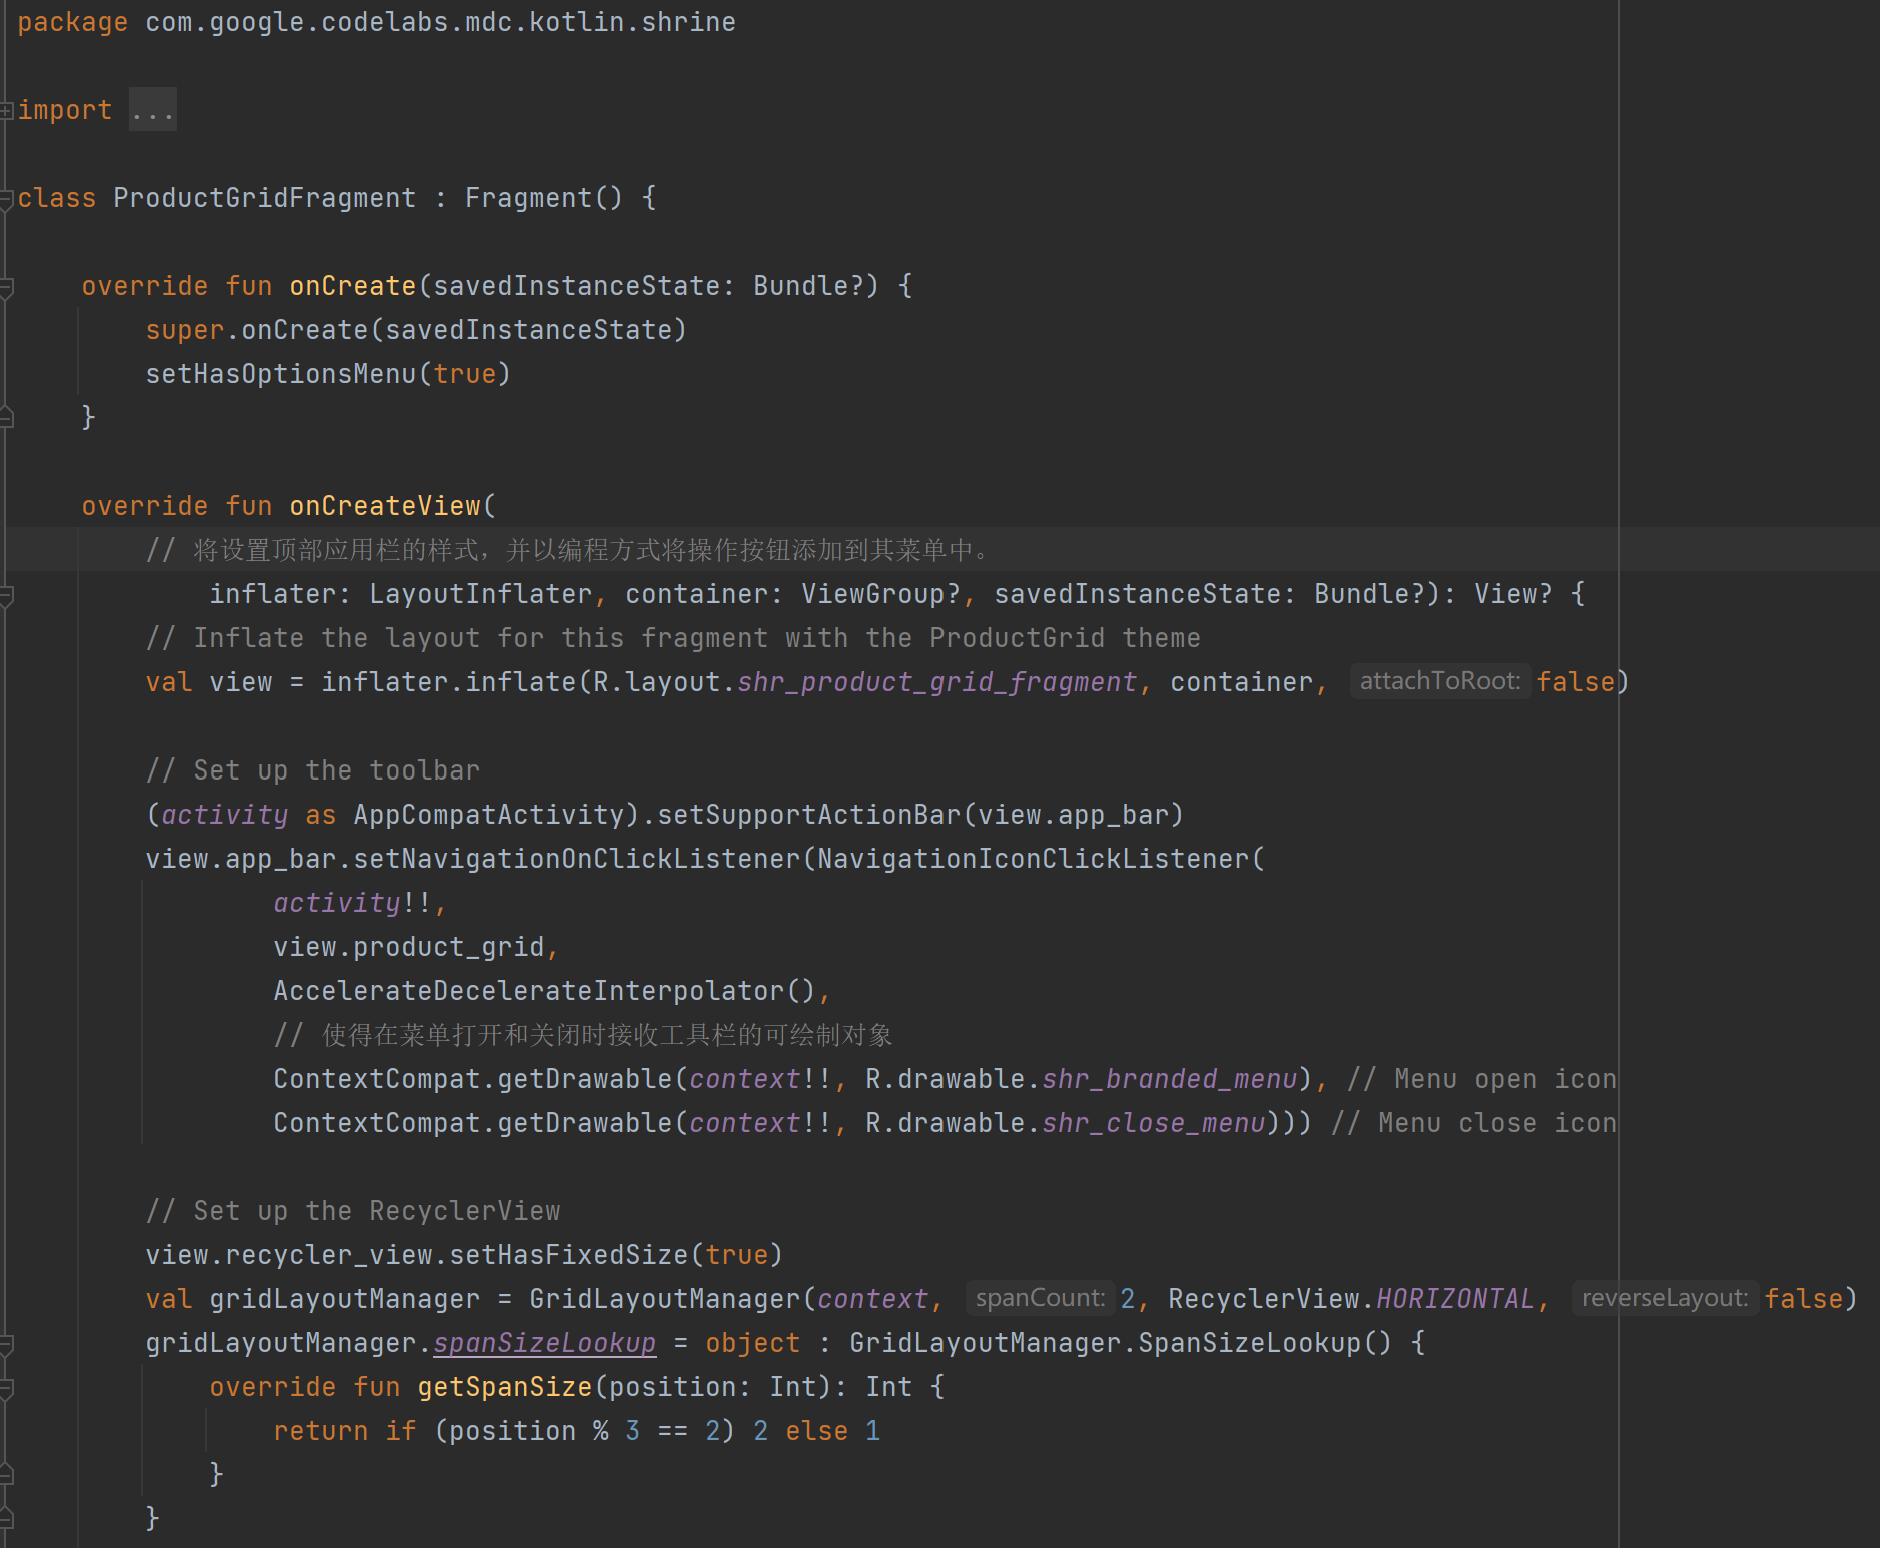 package com.google.codelabs.mdc.kotlin.shrine
import ...
class ProductGridFragment : Fragment() {
override fun onCreate(savedInstanceState: Bundle?) {
super.onCreate(savedInstanceState)
setHasOptionsMenu(true)
}
override fun onCreateView(
// 将设置顶部应用栏的样式，并以编程方式将操作按钮添加到其菜单中。
inflater: LayoutInflater, container: ViewGroup?, savedInstanceState: Bundle?): View? {
// Inflate the layout for this fragment with the ProductGrid theme
val view = inflater.inflate(R.layout.shr_product_grid_fragment, container, attachToRoot: false)
// Set up the toolbar
(activity as AppCompatActivity).setSupportActionBar(view.app_bar)
view.app_bar.setNavigationOnClickListener(NavigationIconClickListener(
activity!!,
view.product_grid,
AccelerateDecelerateInterpolator(),
// 使得在菜单打开和关闭时接收工具栏的可绘制对象
ContextCompat.getDrawable(context!!, R.drawable.shr_branded_menu), // Menu open icon
ContextCompat.getDrawable(context!!, R.drawable.shr_close_menu))) // Menu close icon
// Set up the RecyclerView
view.recycler_view.setHasFixedSize(true)
val gridLayoutManager = GridLayoutManager(context, spanCount: 2, RecyclerView.HORIZONTAL, reverseLayout: false)
gridLayoutManager.spanSizeLookup = object : GridLayoutManager.SpanSizeLookup() {
override fun getSpanSize(position: Int): Int {
return if (position % 3 == 2) 2 else 1
}
}